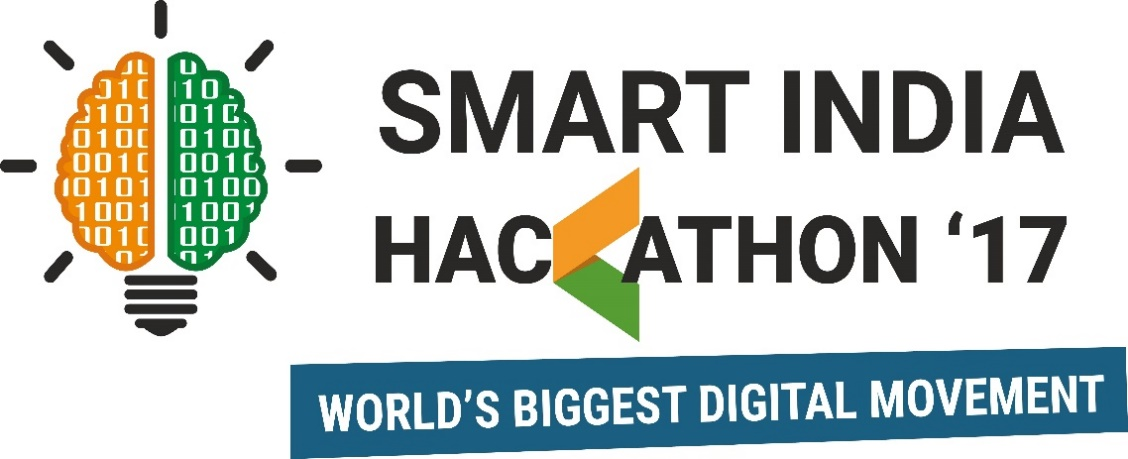 SMART INDIA
HACKATHON ‘17
WORLD’S BIGGEST DIGITAL MOVEMENT